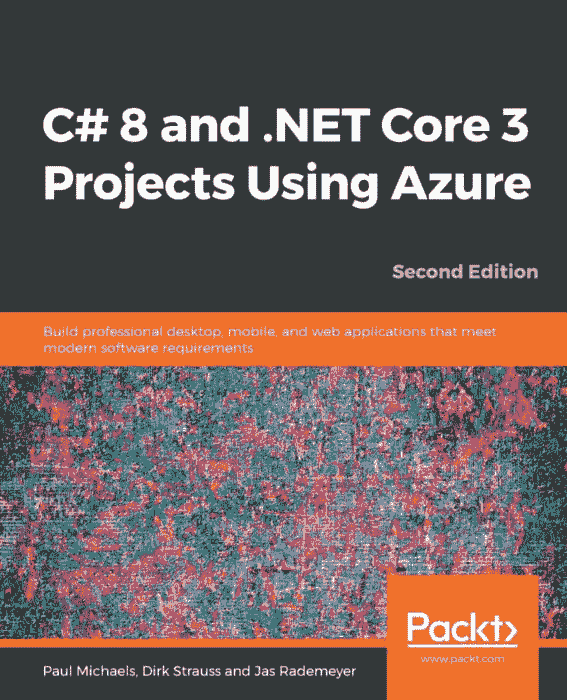 C# 8 and .NET Core 3
Projects Using Azure
Second Edition
Build professional desktop, mobile, and web applications that meet
modern software requirements
Packt>
www.packt.com
Paul Michaels, Dirk Strauss and Jas Rademeyer